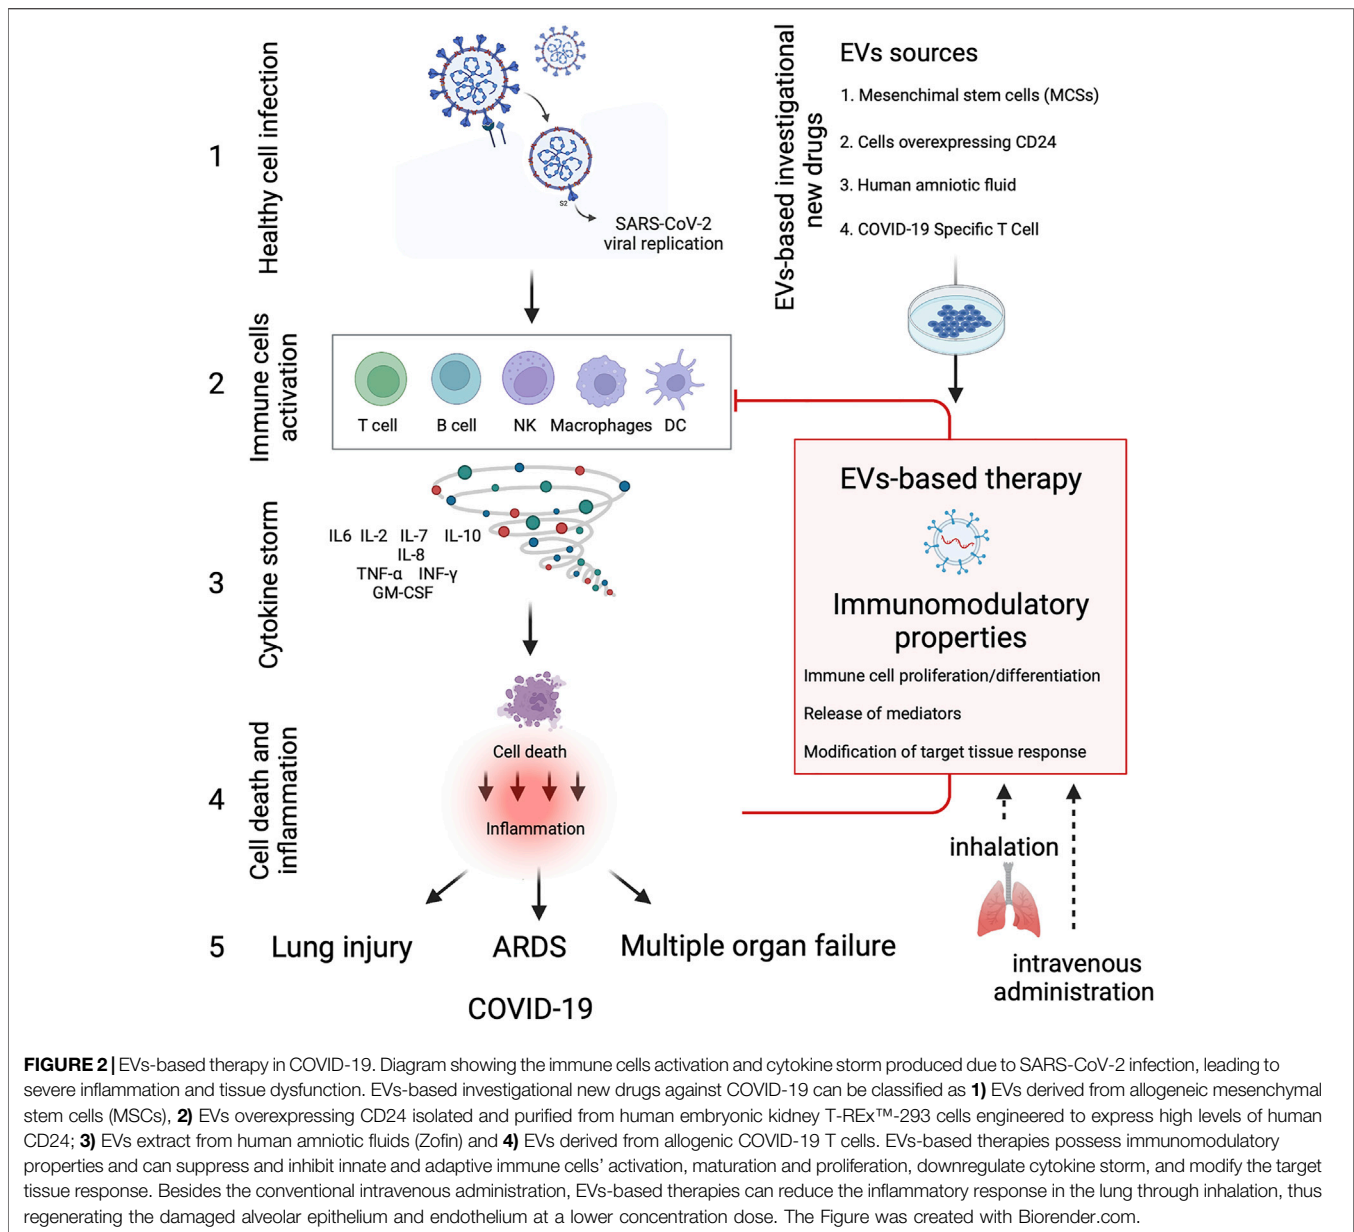 1
Healthy cell infection
S2
SARS-CoV-2
viral replication
EVs-based investigational
new drugs
EVs sources
1. Mesenchimal stem cells (MCSs)
2. Cells overexpressing CD24
3. Human amniotic fluid
4. COVID-19 Specific T Cell
2
Immune cells
activation
T cell B cell NK Macrophages DC
3
Cytokine storm
IL6 IL-2 IL-7 IL-10
IL-8
TNF-α INF-γ
GM-CSF
EVs-based therapy
Immunomodulatory
properties
Immune cell proliferation/differentiation
Release of mediators
Modification of target tissue response
4
Cell death and
inflammation
Cell death
Inflammation
inhalation
intravenous
administration
5
Lung injury ARDS Multiple organ failure
COVID-19
FIGURE 2 | EVs-based therapy in COVID-19. Diagram showing the immune cells activation and cytokine storm produced due to SARS-CoV-2 infection, leading to
severe inflammation and tissue dysfunction. EVs-based investigational new drugs against COVID-19 can be classified as 1) EVs derived from allogeneic mesenchymal
stem cells (MSCs), 2) EVs overexpressing CD24 isolated and purified from human embryonic kidney T-REx™-293 cells engineered to express high levels of human
CD24; 3) EVs extract from human amniotic fluids (Zofin) and 4) EVs derived from allogenic COVID-19 T cells. EVs-based therapies possess immunomodulatory
properties and can suppress and inhibit innate and adaptive immune cells' activation, maturation and proliferation, downregulate cytokine storm, and modify the target
tissue response. Besides the conventional intravenous administration, EVs-based therapies can reduce the inflammatory response in the lung through inhalation, thus
regenerating the damaged alveolar epithelium and endothelium at a lower concentration dose. The Figure was created with Biorender.com.